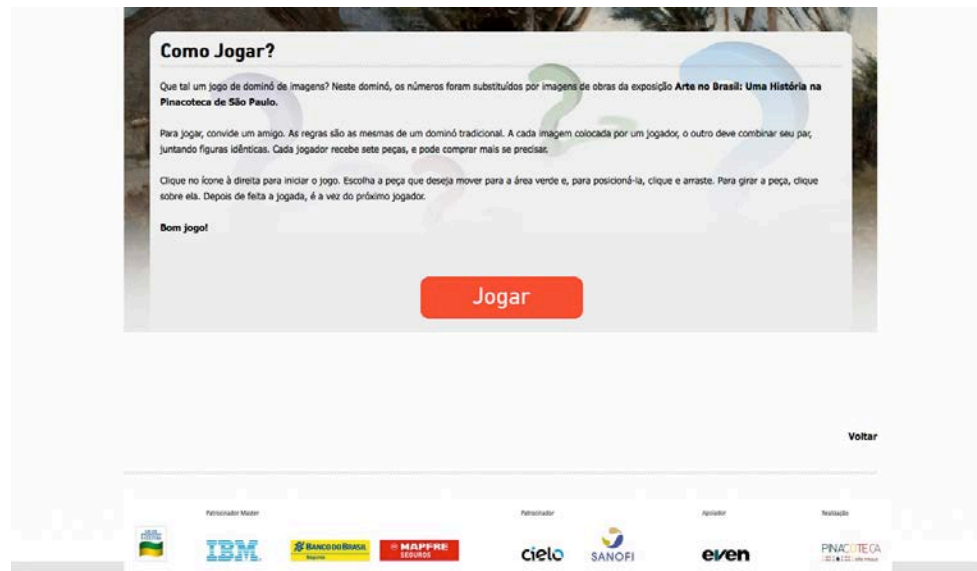 Como Jogar?
Que tal um jogo de dominó de imagens? Neste dominó, os números foram substituídos por imagens de obras da exposição Arte no Brasil: Uma História na
Pinacoteca de São Paulo.
Para jogar, convide um amigo. As regras são as mesmas de um dominó tradicional. A cada imagem colocada por um jogador, o outro deve combinar seu par,
juntando figuras idênticas. Cada jogador recebe sete peças, e pode comprar mais se precisar.
Clique no ícone à direita para iniciar o jogo. Escolha a peça que deseja mover para a área verde e, para posicioná-la, clique e arraste. Para girar a peça, clique
sobre ela. Depois de feita a jogada, é a vez do próximo jogador.
Bom jogo!
Jogar
Voltar
Patrocinador Master Patrocinador Apoiador Realização
IBM BANCO DO BRASIL MAPFRE cielo SANOFI even PINACOTECA
SEGUROS